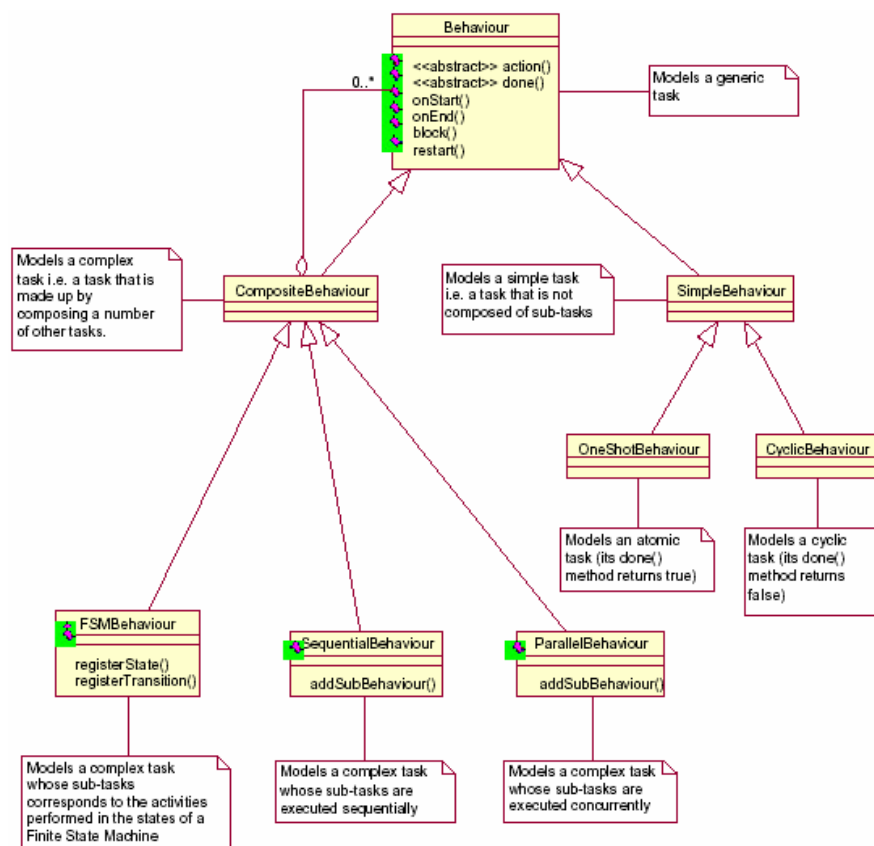 Behaviour
<<abstract>> action()
<<abstract>> done()
onStart()
onEnd()
block()
restart()
0..*
Models a generic
task
Models a complex
task i.e. a task that is
made up by
composing a number
of other tasks.
CompositeBehaviour
Models a simple task
i.e. a task that is not
composed of sub-tasks
SimpleBehaviour
OneShotBehaviour
CyclicBehaviour
Models an atomic
task (its done()
method returns true)
Models a cyclic
task (its done()
method returns
false)
FSMBehaviour
registerState()
registerTransition()
SequentialBehaviour
addSubBehaviour()
ParallelBehaviour
addSubBehaviour()
Models a complex task
whose sub-tasks
corresponds to the activities
performed in the states of a
Finite State Machine
Models a complex task
whose sub-tasks are
executed sequentially
Models a complex task
whose sub-tasks are
executed concurrently